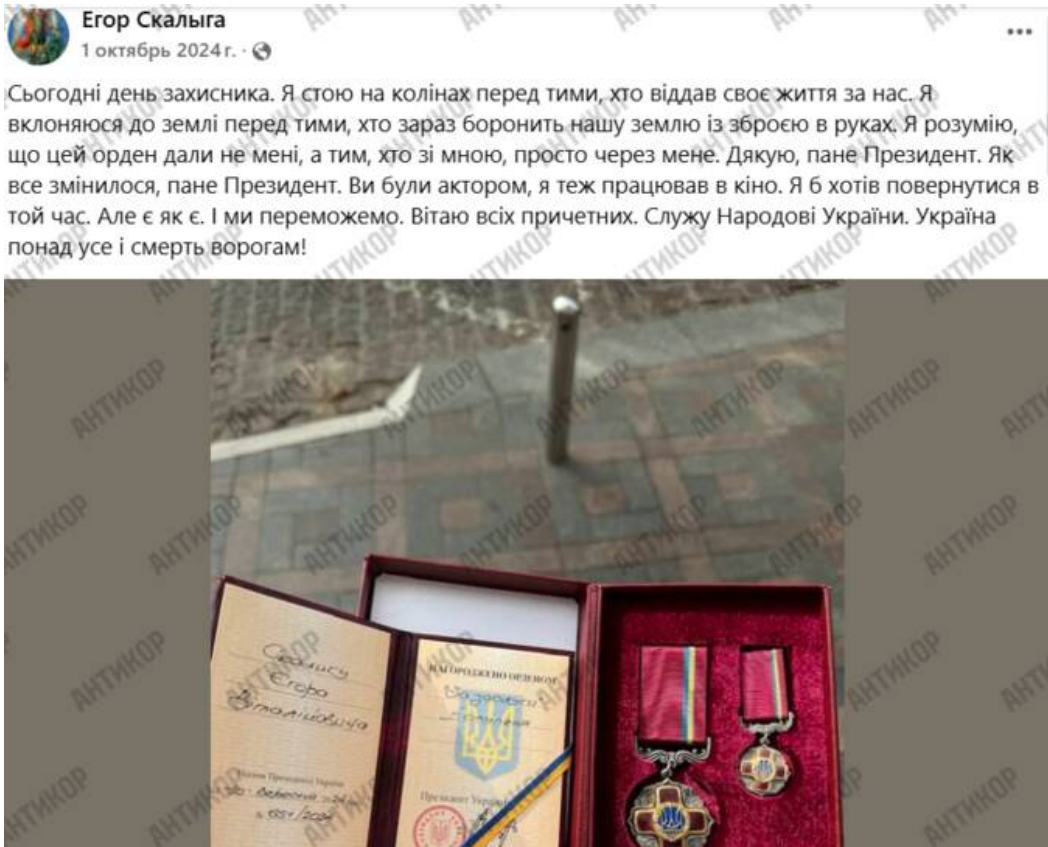 Егор Скалыга
1 октябрь 2024 г. ·
Сьогодні день захисника. Я стою на колінах перед тими, хто віддав своє життя за нас. Я
вклоняюся до землі перед тими, хто зараз боронить нашу землю із зброєю в руках. Я розумію,
що цей орден дали не мені, а тим, хто зі мною, просто через мене. Дякую, пане Президент. Як
все змінилося, пане Президент. Ви були актором, я теж працював в кіно. Я б хотів повернутися в
той час. Але є як є. І ми переможемо. Вітаю всіх причетних. Служу Народові України. Україна
понад усе і смерть ворогам!
Єгора
Віталійовича
Президента України
НАГОРОДЖЕНО ОРДЕНОМ
Президент
АНТИКОР